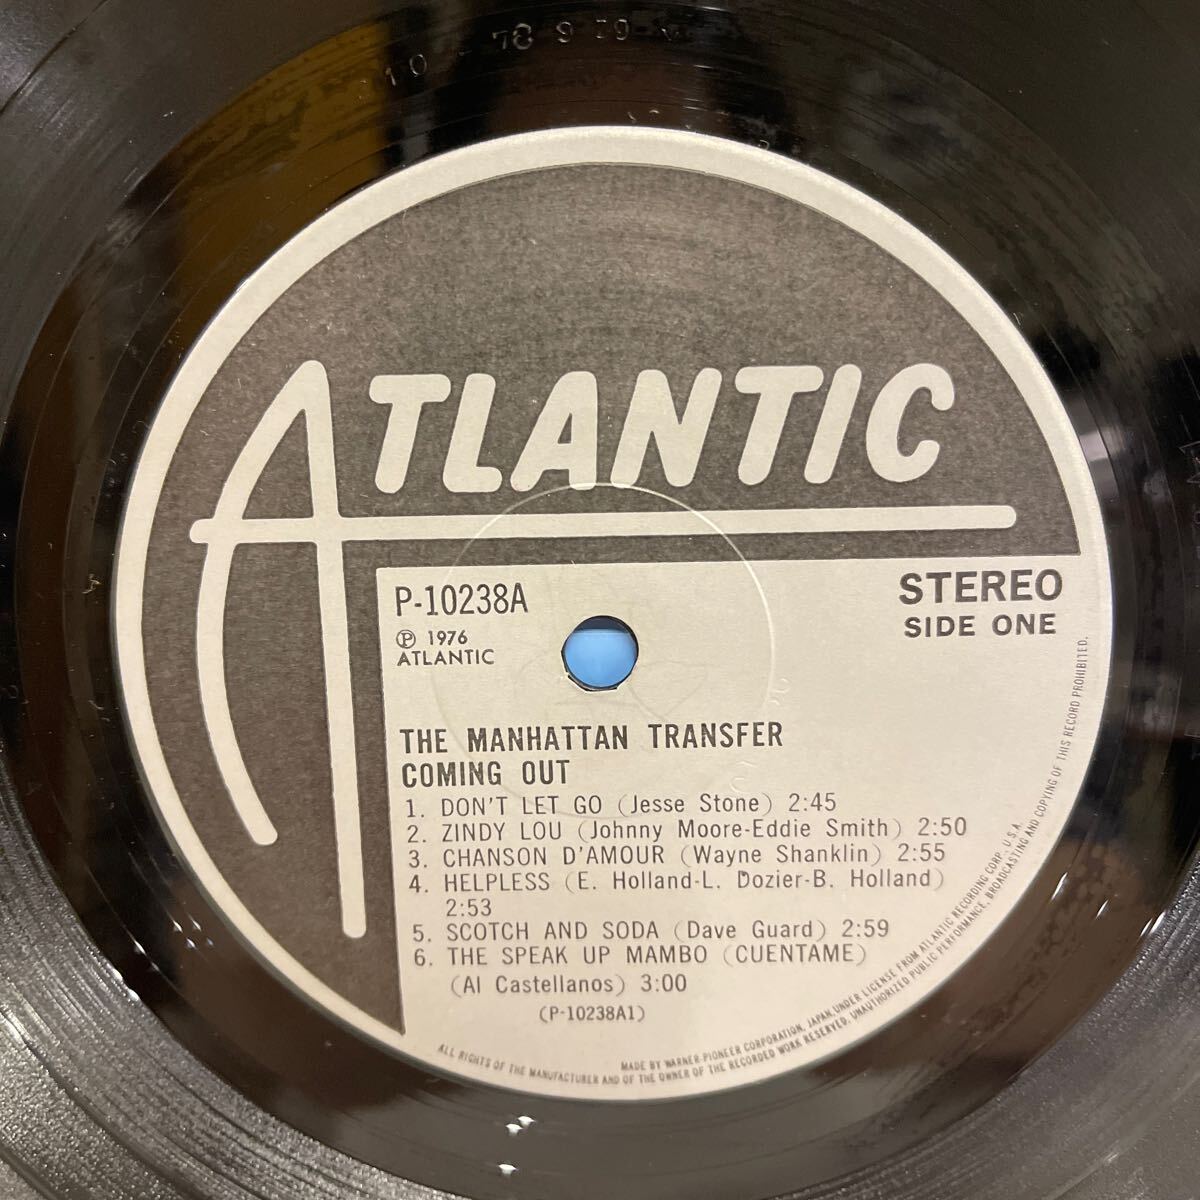 ATLANTIC
P-10238A
Ⓟ 1976
ATLANTIC
STEREO
SIDE ONE
THE MANHATTAN TRANSFER
COMING OUT
1. DON'T LET GO (Jesse Stone) 2:45
2. ZINDY LOU (Johnny Moore-Eddie Smith) 2:50
3. CHANSON D'AMOUR (Wayne Shanklin) 2:55
4. HELPLESS (E. Holland-L. Dozier-B. Holland)
2:53
5. SCOTCH AND SODA (Dave Guard) 2:59
6. THE SPEAK UP MAMBO (CUENTAME)
(Al Castellanos) 3:00
(P-10238A1)
MADE BY WARNER-PIONEER CORPORATION, JAPAN, UNDER LICENSE FROM ATLANTIC RECORDING CORP., U.S.A.
ALL RIGHTS OF THE MANUFACTURER AND OF THE OWNER OF THE RECORDED WORK RESERVED. UNAUTHORIZED PUBLIC PERFORMANCE, BROADCASTING AND COPYING OF THIS RECORD PROHIBITED.